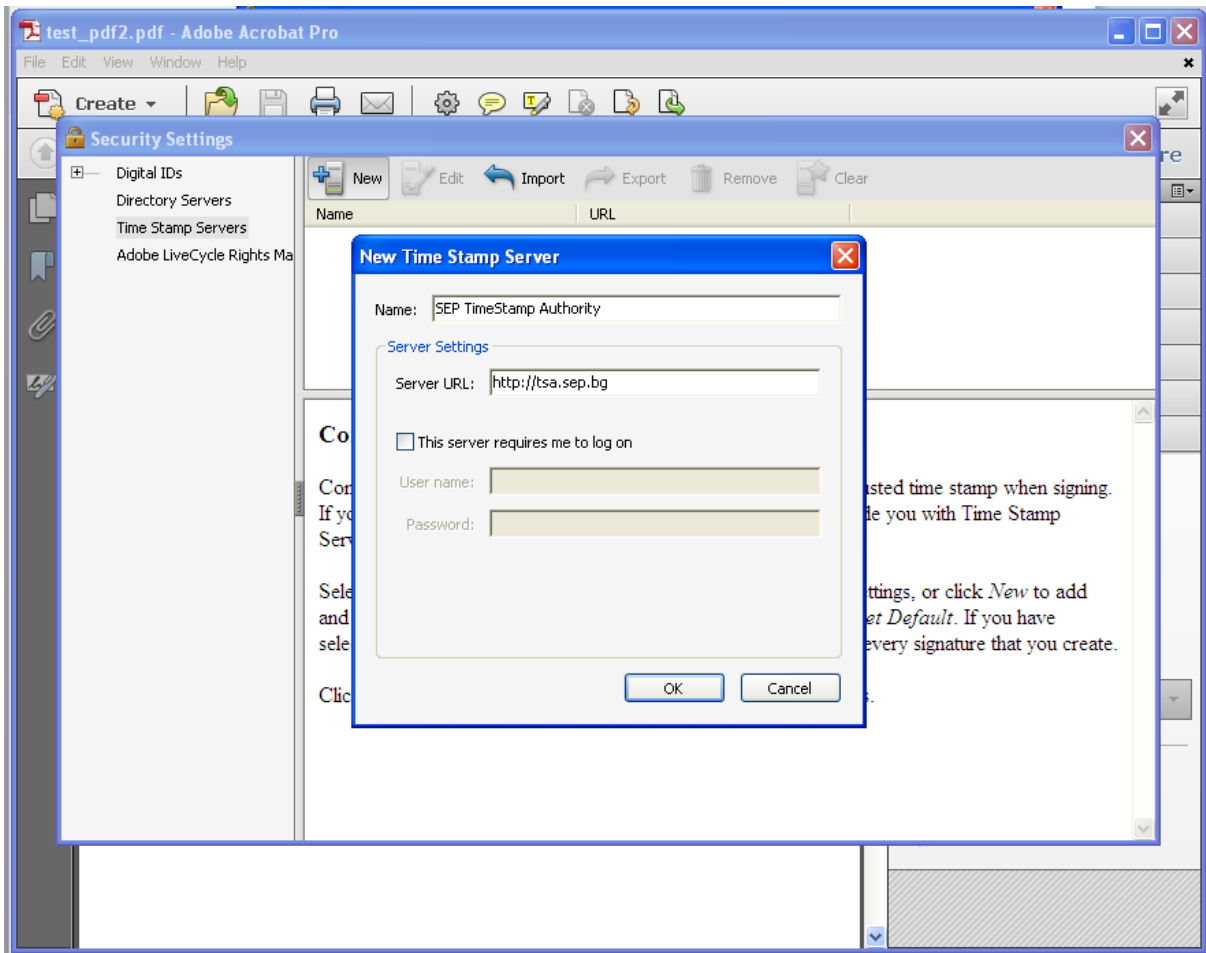 test_pdf2.pdf - Adobe Acrobat Pro
File Edit View Window Help
Create
Security Settings
Digital IDs
Directory Servers
Time Stamp Servers
Adobe LiveCycle Rights Ma
New Edit Import Export Remove Clear
Name URL
New Time Stamp Server
Name: SEP TimeStamp Authority
Server Settings
Server URL: http://tsa.sep.bg
This server requires me to log on
User name:
Password:
OK Cancel
Co
Con usted time stamp when signing.
If yo de you with Time Stamp
Serv
Sele ttings, or click New to add
and et Default. If you have
sele every signature that you create.
Clic s.
re